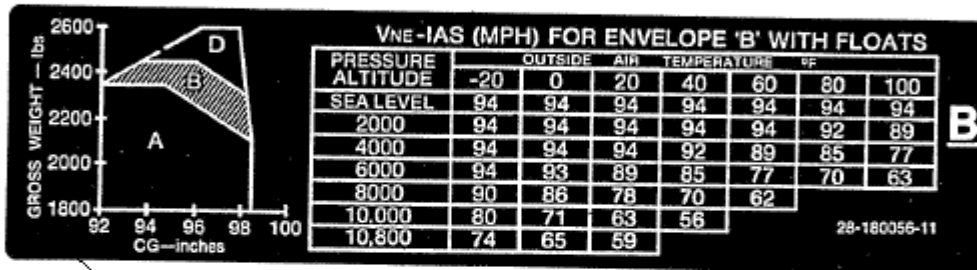 VNE-IAS (MPH) FOR ENVELOPE 'B' WITH FLOATS
PRESSURE ALTITUDE OUTSIDE AIR TEMPERATURE ºF
-20 0 20 40 60 80 100
SEA LEVEL 94 94 94 94 94 94 94
2000 94 94 94 94 94 92 89
4000 94 94 94 92 89 85 77
6000 94 93 89 85 77 70 63
8000 90 86 78 70 62
10.000 80 71 63 56
10,800 74 65 59
28-180056-11
B
GROSS WEIGHT — lbs
2600
2400
2200
2000
1800
D
B
A
92 94 96 98 100
CG—inches